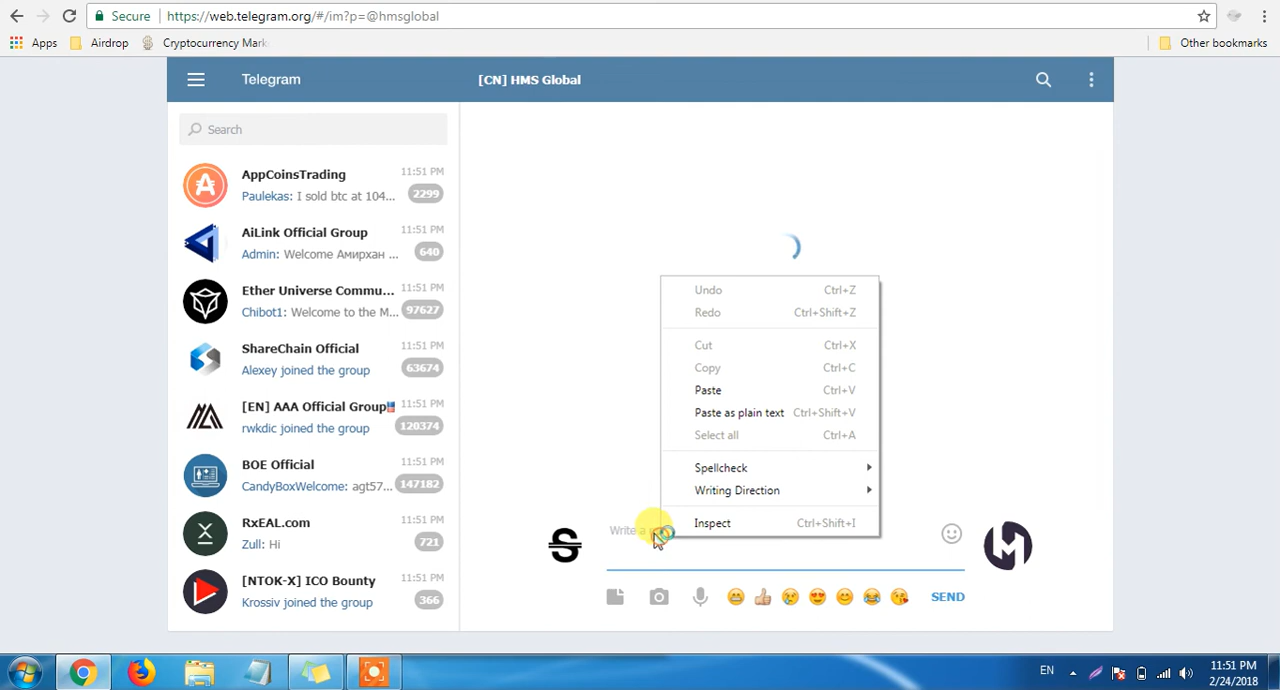 Secure https://web.telegram.org/#/im?p=@hmsglobal
Apps Airdrop Cryptocurrency Mark Other bookmarks
Telegram [CN] HMS Global
Search
AppCoinsTrading 11:51 PM
Paulekas: I sold btc at 104... 2299
AiLink Official Group 11:51 PM
Admin: Welcome Амирхан ... 640
Ether Universe Commu... 11:51 PM
Chibot1: Welcome to the M... 97627
ShareChain Official 11:51 PM
Alexey joined the group 63674
[EN] AAA Official Group 11:51 PM
rwkdic joined the group 120374
BOE Official 11:51 PM
CandyBoxWelcome: agt57... 147182
RxEAL.com 11:51 PM
Zull: Hi 721
[NTOK-X] ICO Bounty 11:51 PM
Krossiv joined the group 366
Undo Ctrl+Z
Redo Ctrl+Shift+Z
Cut Ctrl+X
Copy Ctrl+C
Paste Ctrl+V
Paste as plain text Ctrl+Shift+V
Select all Ctrl+A
Spellcheck
Writing Direction
Inspect Ctrl+Shift+I
Write a
SEND
EN 11:51 PM
2/24/2018